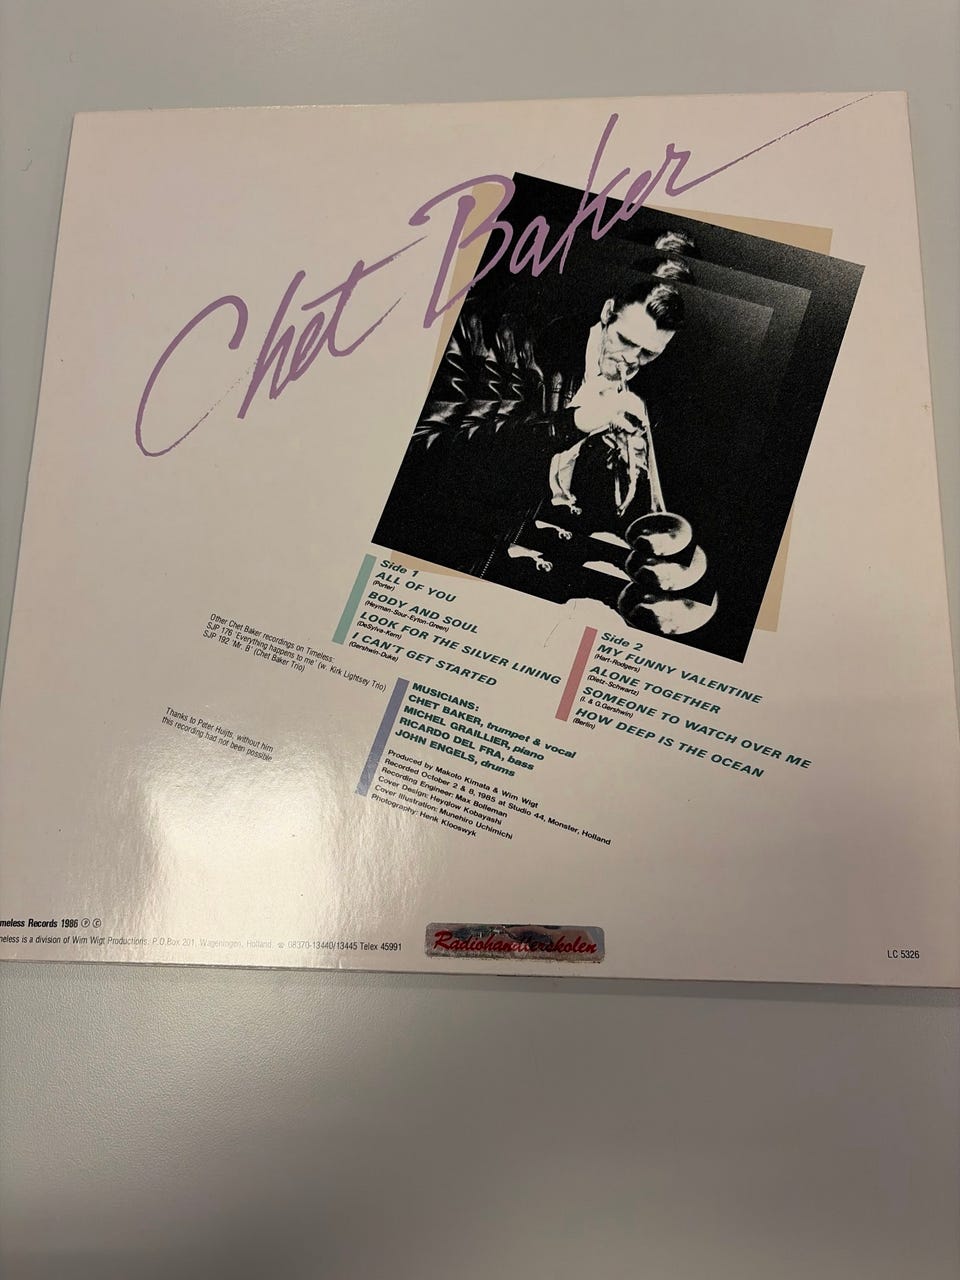 Chet Baker
Side 1
ALL OF YOU
(Porter)
BODY AND SOUL
(Heyman-Sour-Eyton-Green)
LOOK FOR THE SILVER LINING
(DeSylva-Kern)
I CAN'T GET STARTED
(Gershwin-Duke)
Side 2
MY FUNNY VALENTINE
(Hart-Rodgers)
ALONE TOGETHER
(Dietz-Schwartz)
SOMEONE TO WATCH OVER ME
(I. & G.Gershwin)
HOW DEEP IS THE OCEAN
(Berlin)
Other Chet Baker recordings on Timeless:
SJP 176 'Everything happens to me' (w. Kirk Lightsey Trio)
SJP 192 'Mr. B' (Chet Baker Trio)
Thanks to Peter Huijts, without him
this recording had not been possible
MUSICIANS:
CHET BAKER, trumpet & vocal
MICHEL GRAILLIER, piano
RICARDO DEL FRA, bass
JOHN ENGELS, drums
Produced by Makoto Kimata & Wim Wigt
Recorded October 2 & 8, 1985 at Studio 44, Monster, Holland
Recording Engineer: Max Bolleman
Cover Design: Heyqlow Kobayashi
Cover Illustration: Munehiro Uchimichi
Photography: Henk Klooswyk
meless Records 1986 Ⓟ Ⓒ
meless is a division of Wim Wigt Productions, P.O.Box 201, Wageningen, Holland, ☏ 08370-13440/13445 Telex 45991
Radiohandlerskolen
LC 5326